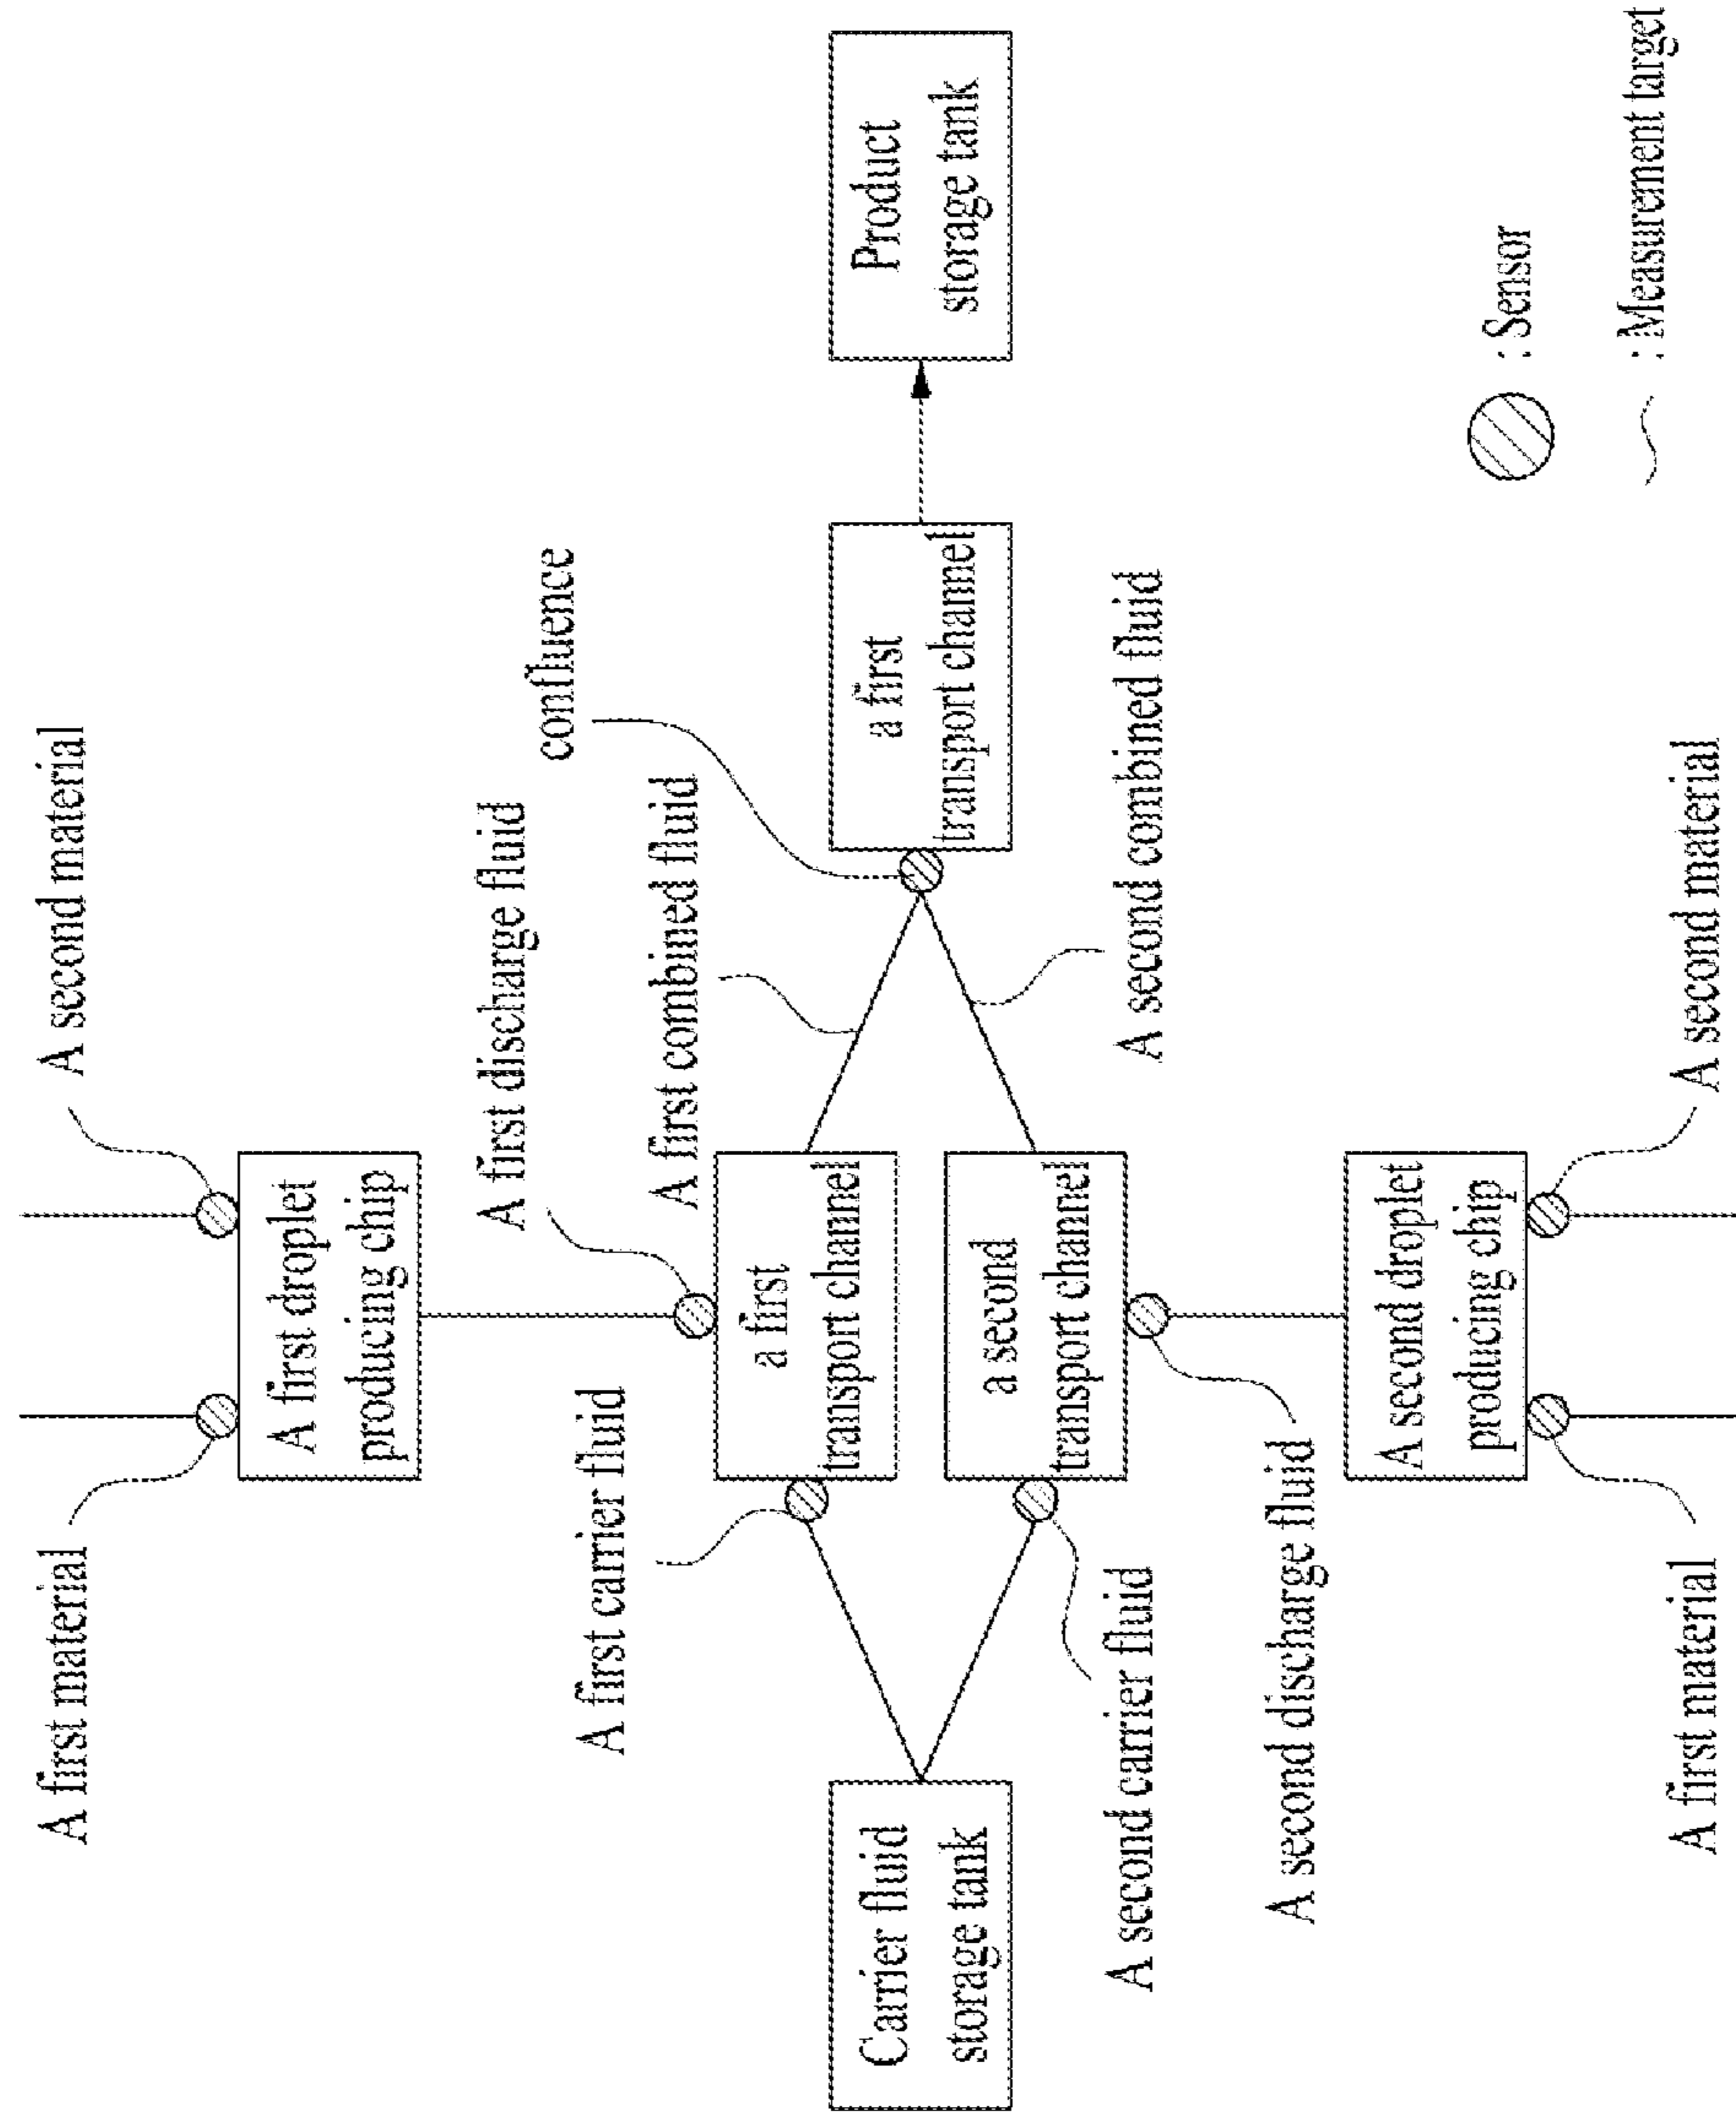 A first material
A second material
A first droplet
producing chip
A first discharge fluid
A first carrier fluid
A first combined fluid
confluence
a first
transport channel
Carrier fluid
storage tank
a first
transport channel
Product
storage tank
a second
transport channel
A second carrier fluid
A second combined fluid
A second discharge fluid
A second droplet
producing chip
A first material
A second material
: Sensor
: Measurement target